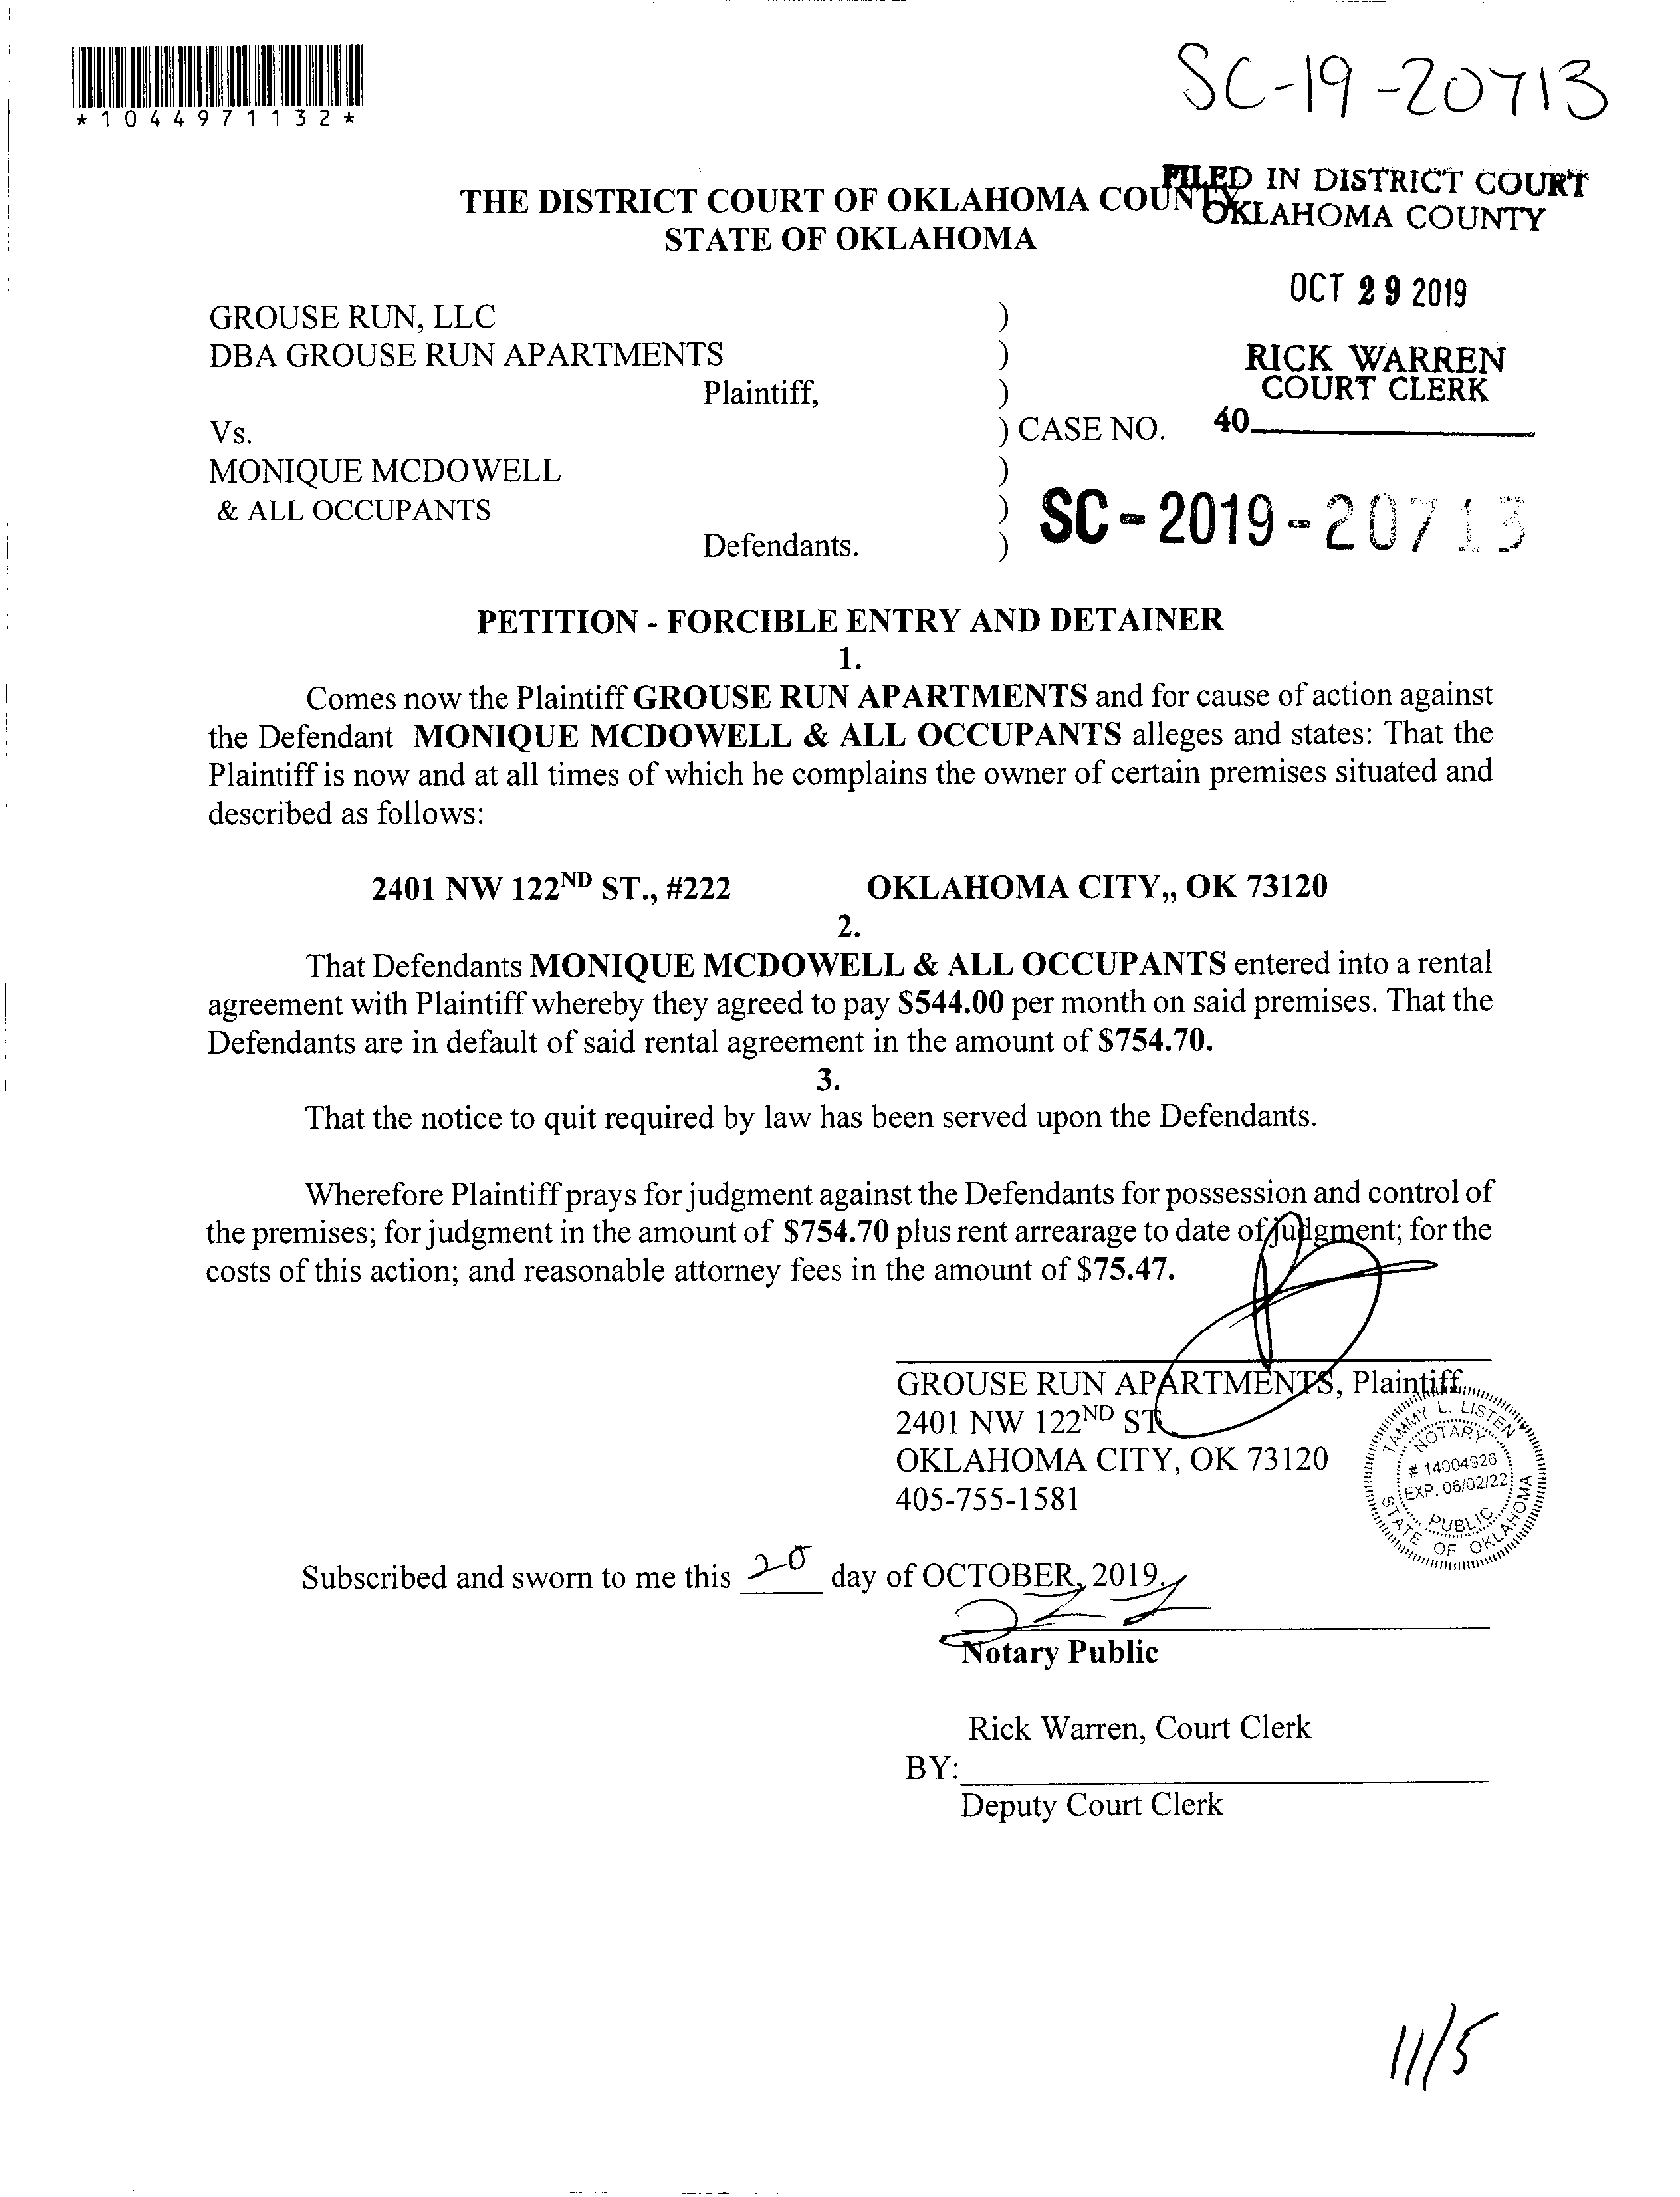 *1044971132*
SC-19-20713
FILED IN DISTRICT COURT
OKLAHOMA COUNTY
THE DISTRICT COURT OF OKLAHOMA COUNTY
STATE OF OKLAHOMA
OCT 29 2019
RICK WARREN
COURT CLERK
40
GROUSE RUN, LLC )
DBA GROUSE RUN APARTMENTS )
Plaintiff, )
Vs. ) CASE NO.
MONIQUE MCDOWELL )
& ALL OCCUPANTS )
SC-2019-20713
Defendants. )
PETITION - FORCIBLE ENTRY AND DETAINER
1.
Comes now the Plaintiff GROUSE RUN APARTMENTS and for cause of action against
the Defendant MONIQUE MCDOWELL & ALL OCCUPANTS alleges and states: That the
Plaintiff is now and at all times of which he complains the owner of certain premises situated and
described as follows:
2401 NW 122ND ST., #222 OKLAHOMA CITY,, OK 73120
2.
That Defendants MONIQUE MCDOWELL & ALL OCCUPANTS entered into a rental
agreement with Plaintiff whereby they agreed to pay $544.00 per month on said premises. That the
Defendants are in default of said rental agreement in the amount of $754.70.
3.
That the notice to quit required by law has been served upon the Defendants.
Wherefore Plaintiff prays for judgment against the Defendants for possession and control of
the premises; for judgment in the amount of $754.70 plus rent arrearage to date of judgment; for the
costs of this action; and reasonable attorney fees in the amount of $75.47.
GROUSE RUN APARTMENTS, Plaintiff
2401 NW 122ND ST
OKLAHOMA CITY, OK 73120
405-755-1581
TAMMY L. LISTEN
NOTARY
# 14004926
EXP. 06/02/22
PUBLIC
STATE OF OKLAHOMA
Subscribed and sworn to me this day of OCTOBER, 2019.
Notary Public
Rick Warren, Court Clerk
BY:
Deputy Court Clerk
11/5